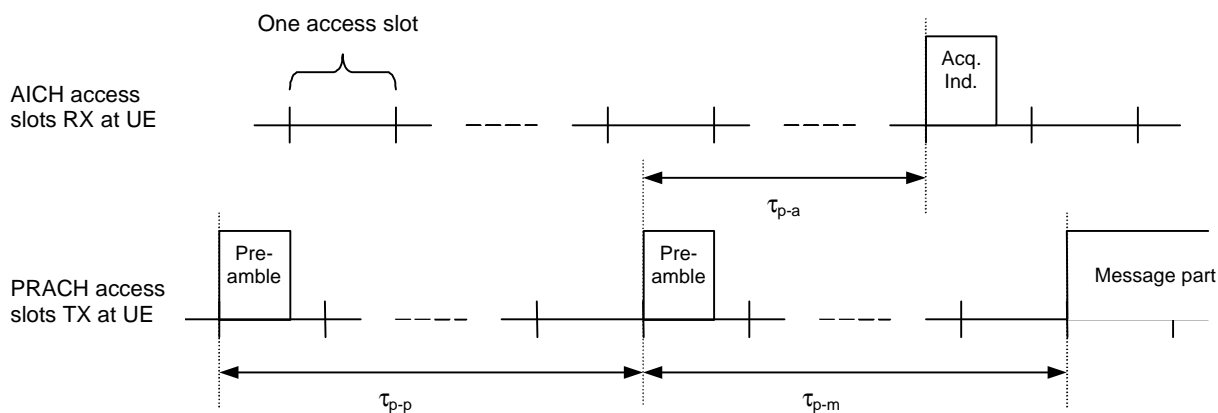 One access slot
AICH access
slots RX at UE
Acq.
Ind.
τp-a
Pre-
amble
Pre-
amble
Message part
PRACH access
slots TX at UE
τp-p
τp-m